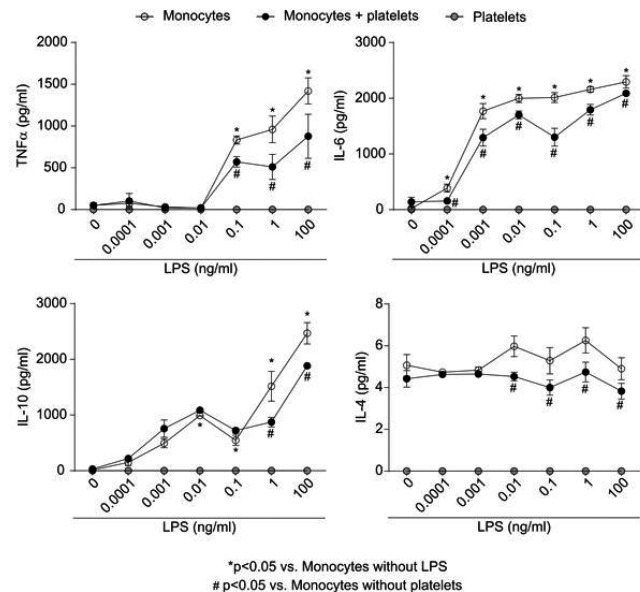 Monocytes Monocytes + platelets Platelets
TNFα (pg/ml)
2000
1500
1000
500
0
* * *
# # #
0 0.0001 0.001 0.01 0.1 1 100
LPS (ng/ml)
IL-6 (pg/ml)
3000
2000
1000
0
* * * * * *
# # # # # #
0 0.0001 0.001 0.01 0.1 1 100
LPS (ng/ml)
IL-10 (pg/ml)
3000
2000
1000
0
* * * *
# #
0 0.0001 0.001 0.01 0.1 1 100
LPS (ng/ml)
IL-4 (pg/ml)
8
6
4
2
0
# # # #
0 0.0001 0.001 0.01 0.1 1 100
LPS (ng/ml)
*p<0.05 vs. Monocytes without LPS
# p<0.05 vs. Monocytes without platelets